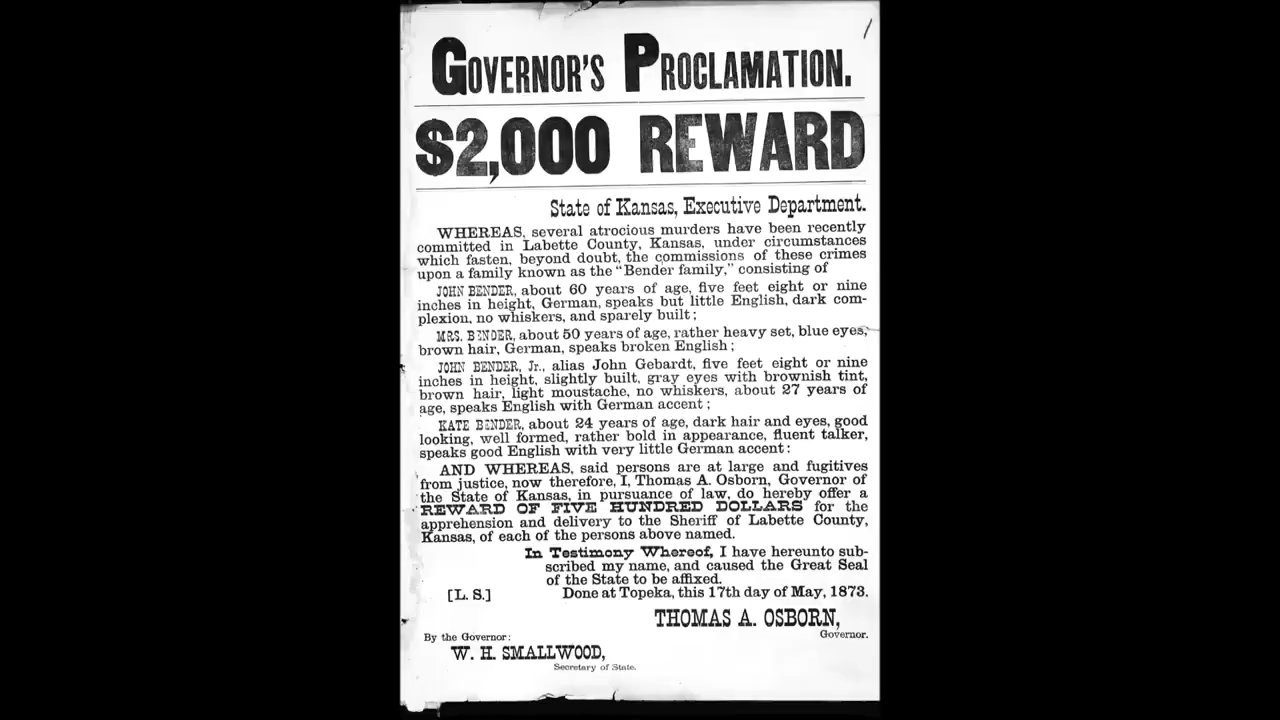 GOVERNOR'S PROCLAMATION.
$2,000 REWARD
State of Kansas, Executive Department.
WHEREAS, several atrocious murders have been recently
committed in Labette County, Kansas, under circumstances
which fasten, beyond doubt, the commissions of these crimes
upon a family known as the "Bender family," consisting of
JOHN BENDER, about 60 years of age, five feet eight or nine
inches in height, German, speaks but little English, dark com-
plexion, no whiskers, and sparely built;
MRS. BENDER, about 50 years of age, rather heavy set, blue eyes,
brown hair, German, speaks broken English;
JOHN BENDER, Jr., alias John Gebardt, five feet eight or nine
inches in height, slightly built, gray eyes with brownish tint,
brown hair, light moustache, no whiskers, about 27 years of
age, speaks English with German accent;
KATE BENDER, about 24 years of age, dark hair and eyes, good
looking, well formed, rather bold in appearance, fluent talker,
speaks good English with very little German accent:
AND WHEREAS, said persons are at large and fugitives
from justice, now therefore, I, Thomas A. Osborn, Governor of
the State of Kansas, in pursuance of law, do hereby offer a
REWARD OF FIVE HUNDRED DOLLARS for the
apprehension and delivery to the Sheriff of Labette County,
Kansas, of each of the persons above named.
In Testimony Whereof, I have hereunto sub-
scribed my name, and caused the Great Seal
of the State to be affixed.
[L. S.] Done at Topeka, this 17th day of May, 1873.
THOMAS A. OSBORN,
Governor.
By the Governor:
W. H. SMALLWOOD,
Secretary of State.